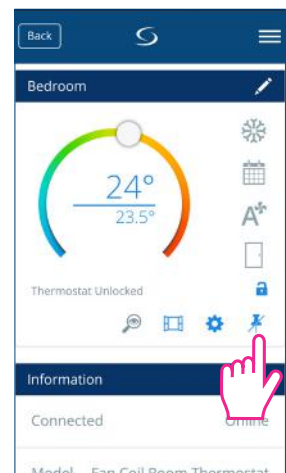 Back
Bedroom
24°
23.5°
A
Thermostat Unlocked
Information
Connected Online
Model Fan Coil Room Thermostat